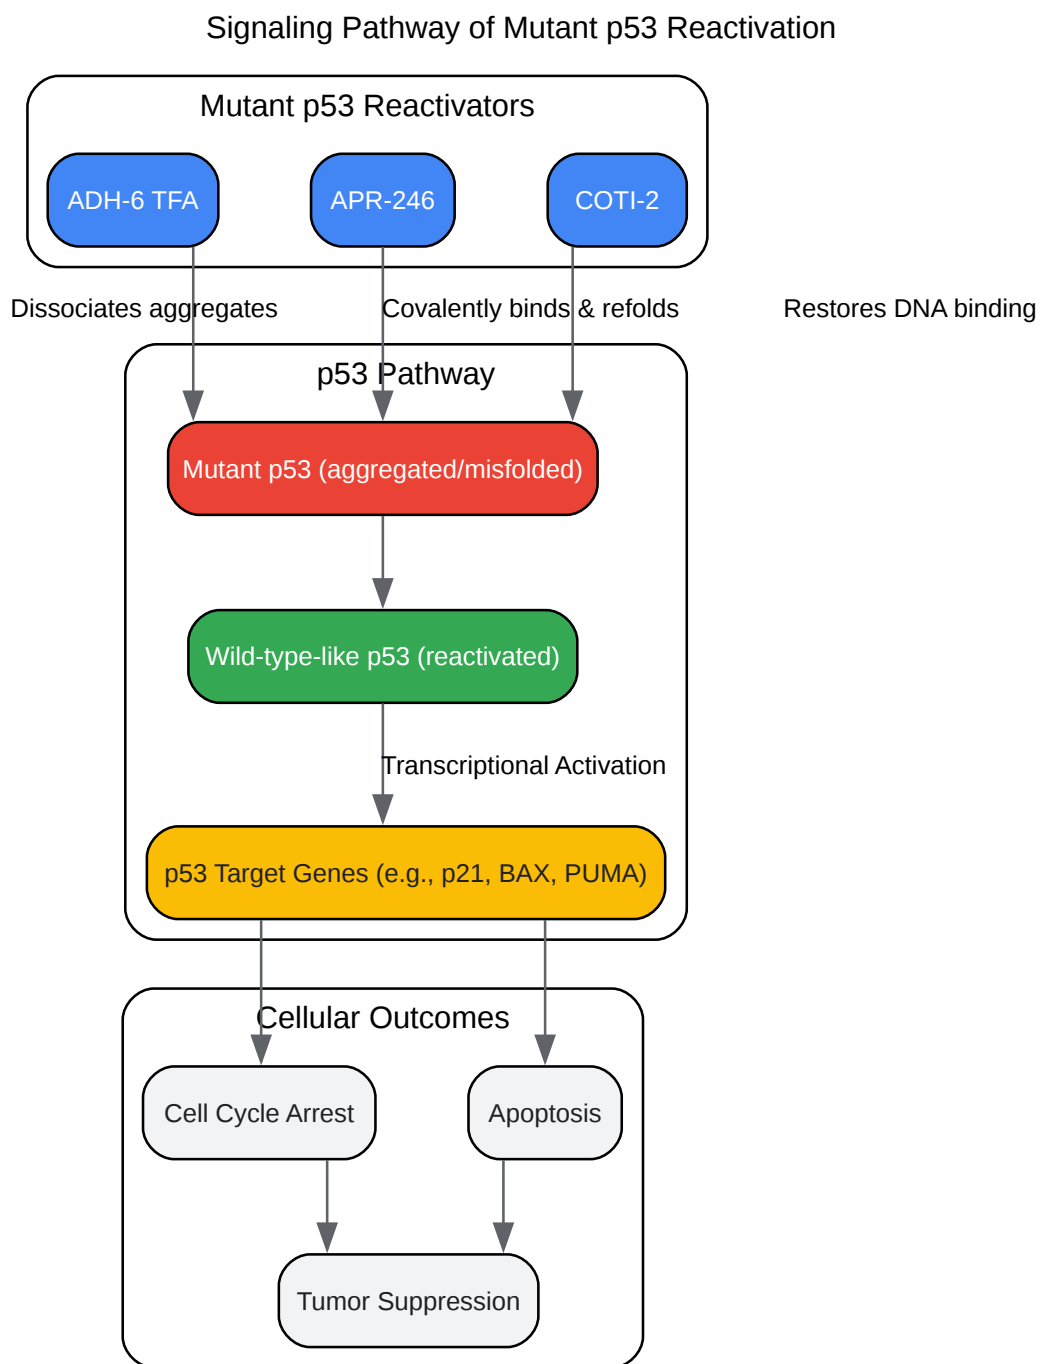 Signaling Pathway of Mutant p53 Reactivation
Mutant p53 Reactivators
ADH-6 TFA
APR-246
COTI-2
Dissociates aggregates
Covalently binds & refolds
Restores DNA binding
p53 Pathway
Mutant p53 (aggregated/misfolded)
Wild-type-like p53 (reactivated)
Transcriptional Activation
p53 Target Genes (e.g., p21, BAX, PUMA)
Cellular Outcomes
Cell Cycle Arrest
Apoptosis
Tumor Suppression